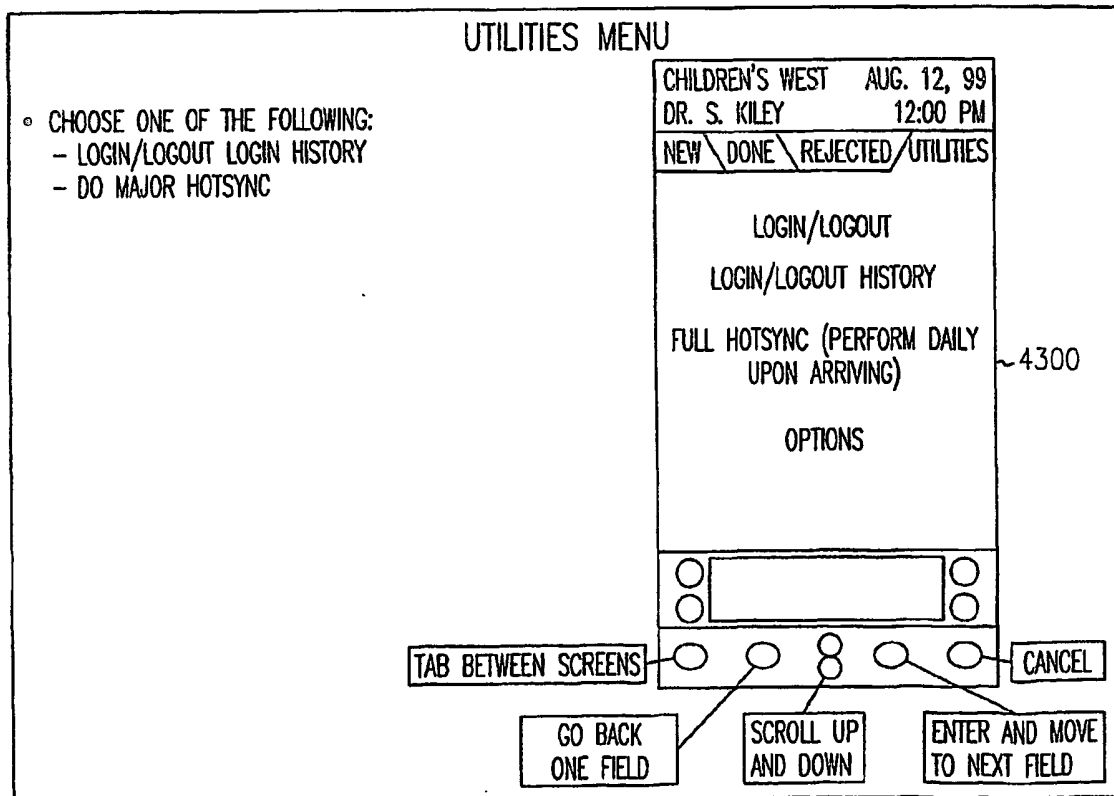 UTILITIES MENU
• CHOOSE ONE OF THE FOLLOWING:
– LOGIN/LOGOUT LOGIN HISTORY
– DO MAJOR HOTSYNC
CHILDREN'S WEST AUG. 12, 99
DR. S. KILEY 12:00 PM
NEW DONE REJECTED UTILITIES
LOGIN/LOGOUT
LOGIN/LOGOUT HISTORY
FULL HOTSYNC (PERFORM DAILY
UPON ARRIVING)
4300
OPTIONS
TAB BETWEEN SCREENS
CANCEL
GO BACK
ONE FIELD
SCROLL UP
AND DOWN
ENTER AND MOVE
TO NEXT FIELD